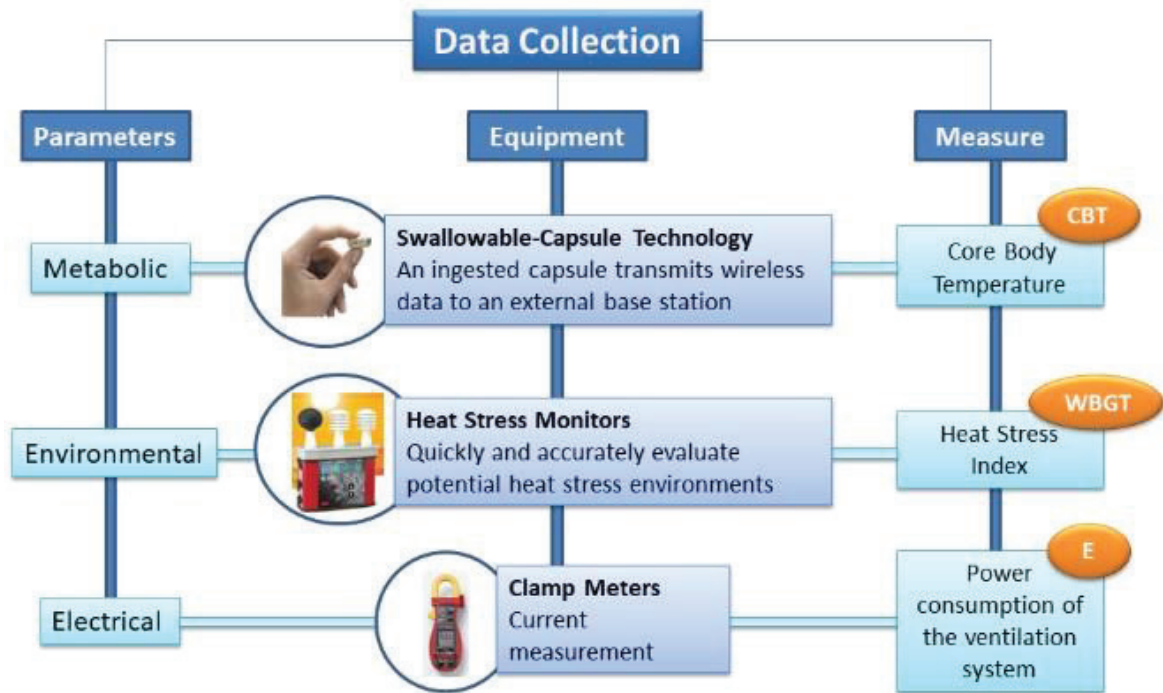 Data Collection
Parameters
Equipment
Measure
Metabolic
Swallowable-Capsule Technology
An ingested capsule transmits wireless
data to an external base station
CBT
Core Body
Temperature
Environmental
Heat Stress Monitors
Quickly and accurately evaluate
potential heat stress environments
WBGT
Heat Stress
Index
Electrical
Clamp Meters
Current
measurement
E
Power
consumption of
the ventilation
system